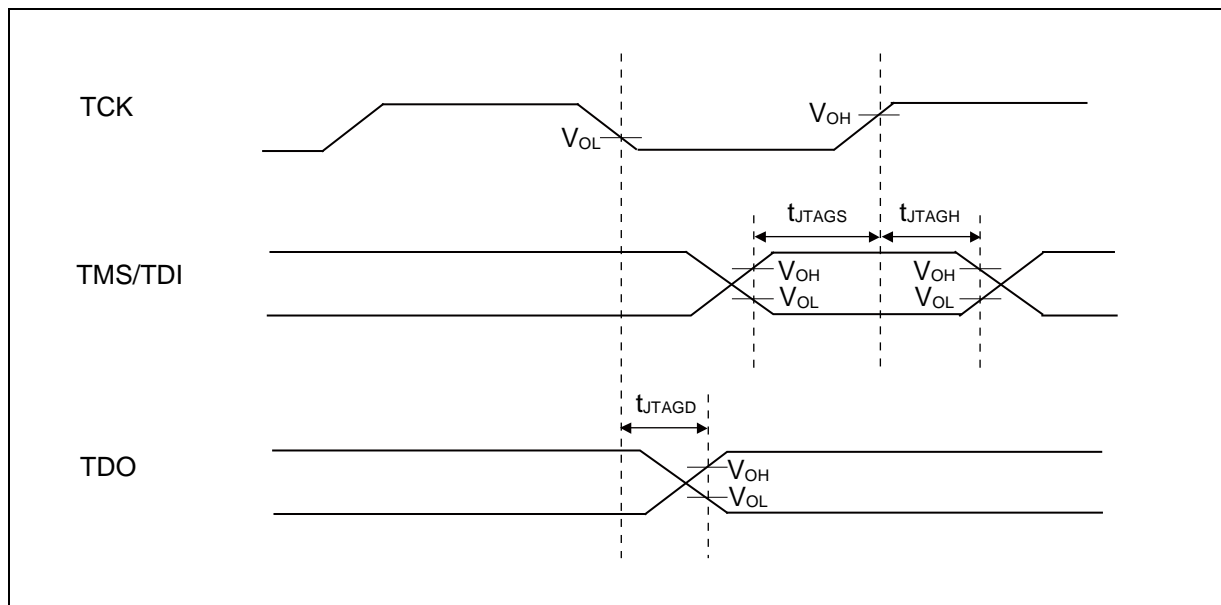 TCK
VOL
VOH
tJTAGS
tJTAGH
TMS/TDI
VOH
VOH
VOL
VOL
tJTAGD
TDO
VOH
VOL